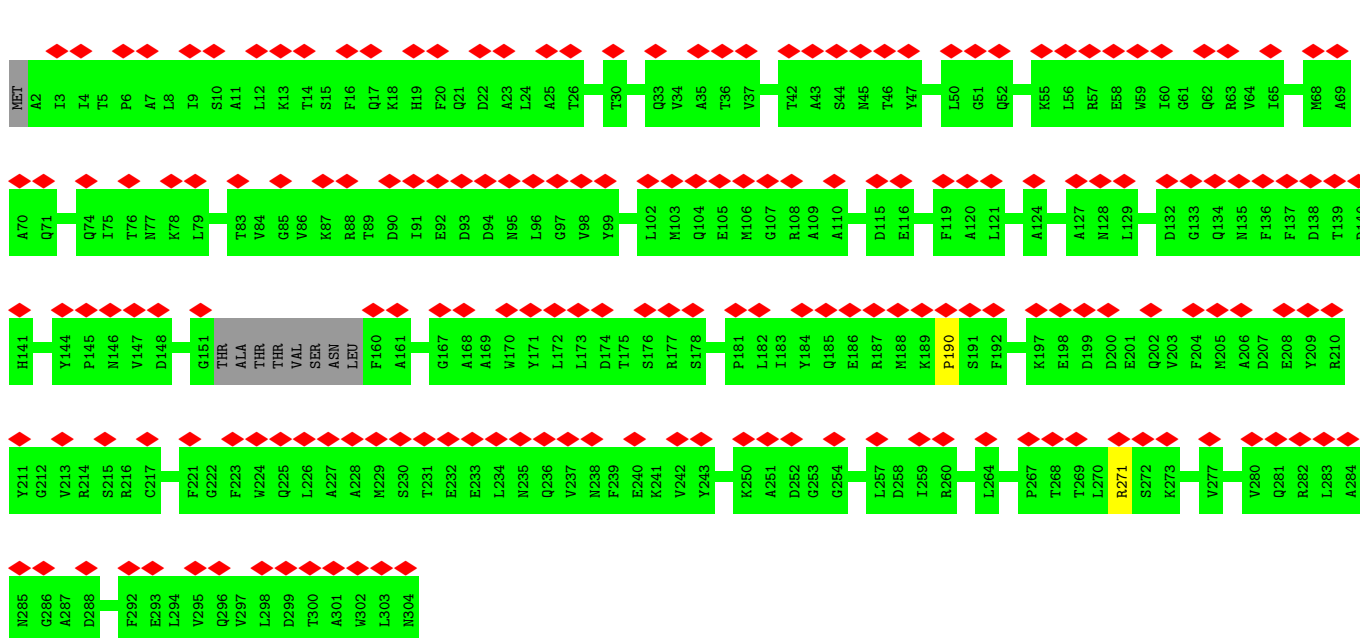 MET A2 I3 I4 T5 P6 A7 L8 I9 S10 A11 L12 K13 T14 S15 F16 Q17 K18 H19 F20 Q21 D22 A23 L24 A25 T26 T30 Q33 V34 A35 T36 V37 T42 A43 S44 N45 T46 Y47 L50 G51 Q52 K55 L56 R57 E58 W59 I60 G61 Q62 R63 V64 I65 M68 A69
A70 Q71 Q74 I75 T76 N77 K78 L79 T83 V84 G85 V86 K87 R88 T89 D90 I91 E92 D93 D94 N95 L96 G97 V98 Y99 L102 M103 Q104 E105 M106 G107 R108 A109 A110 D115 E116 F119 A120 L121 A124 A127 N128 L129 D132 G133 Q134 N135 F136 F137 D138 T139
H141 Y144 P145 N146 V147 D148 G151 THR ALA THR THR VAL SER ASN LEU F160 A161 G167 A168 A169 W170 Y171 L172 L173 D174 T175 S176 R177 S178 P181 L182 I183 Y184 Q185 E186 R187 M188 K189 P190 S191 F192 K197 E198 D199 D200 E201 Q202 V203 F204 M205 A206 D207 E208 Y209 R210
Y211 G212 V213 R214 S215 R216 C217 F221 G222 F223 W224 Q225 L226 A227 A228 M229 S230 T231 E232 E233 L234 N235 Q236 V237 N238 F239 E240 K241 V242 Y243 K250 A251 D252 G253 G254 L257 D258 I259 R260 L264 P267 T268 T269 L270 R271 S272 K273 V277 V280 Q281 R282 L283 A284
N285 G286 A287 D288 F292 E293 L294 V295 Q296 V297 L298 D299 T300 A301 W302 L303 N304